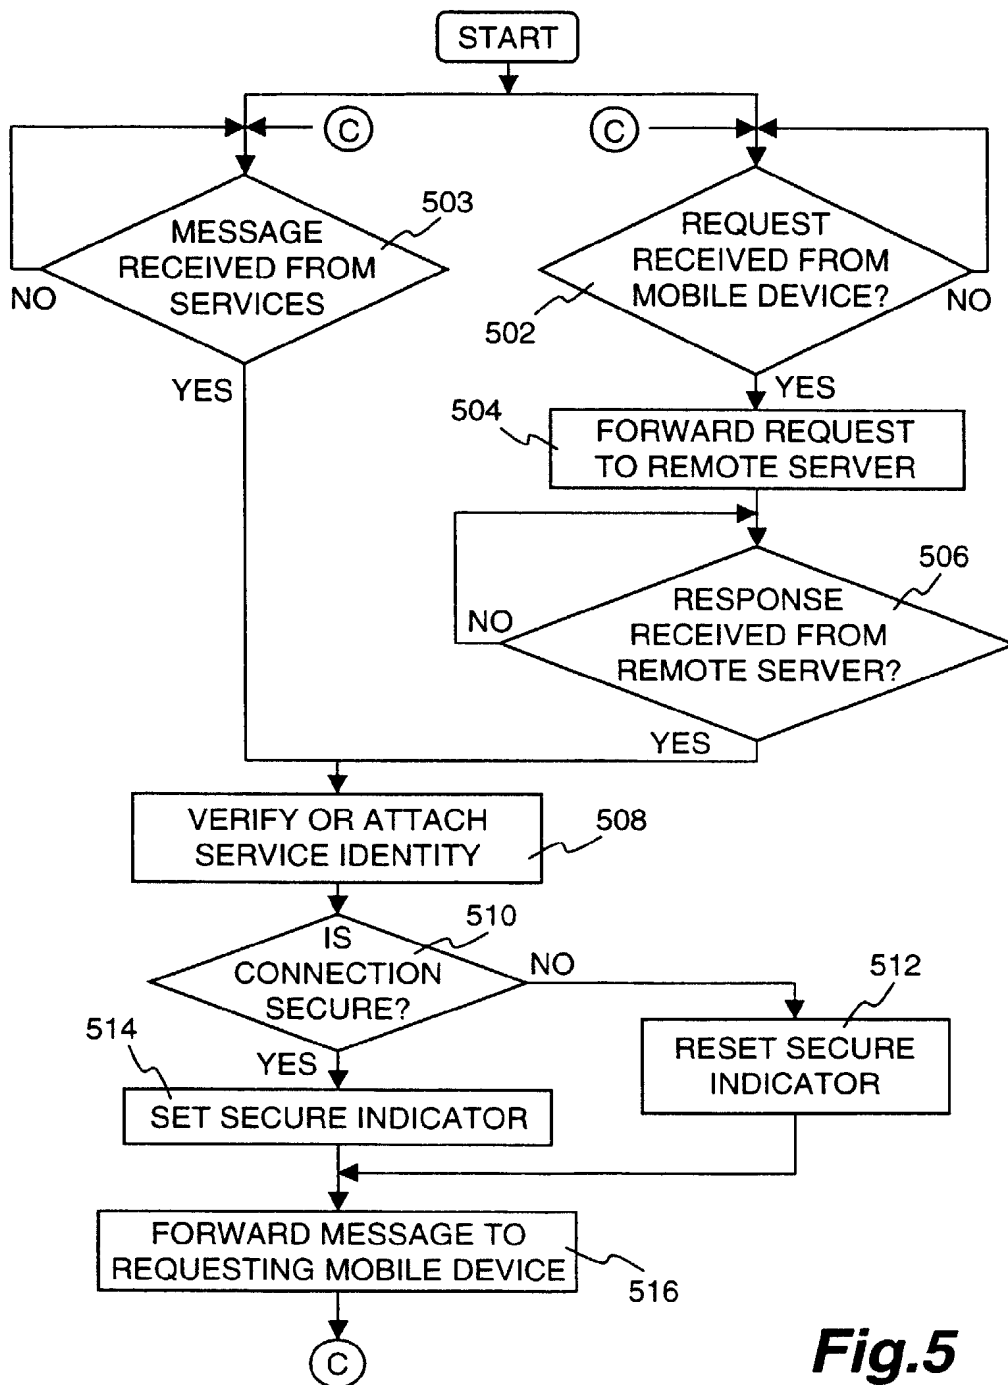 START
C
C
MESSAGE
RECEIVED FROM
SERVICES
503
NO
YES
REQUEST
RECEIVED FROM
MOBILE DEVICE?
502
NO
YES
504
FORWARD REQUEST
TO REMOTE SERVER
506
RESPONSE
RECEIVED FROM
REMOTE SERVER?
NO
YES
VERIFY OR ATTACH
SERVICE IDENTITY
508
IS
CONNECTION
SECURE?
510
NO
512
RESET SECURE
INDICATOR
514
YES
SET SECURE INDICATOR
FORWARD MESSAGE TO
REQUESTING MOBILE DEVICE
516
C
Fig.5